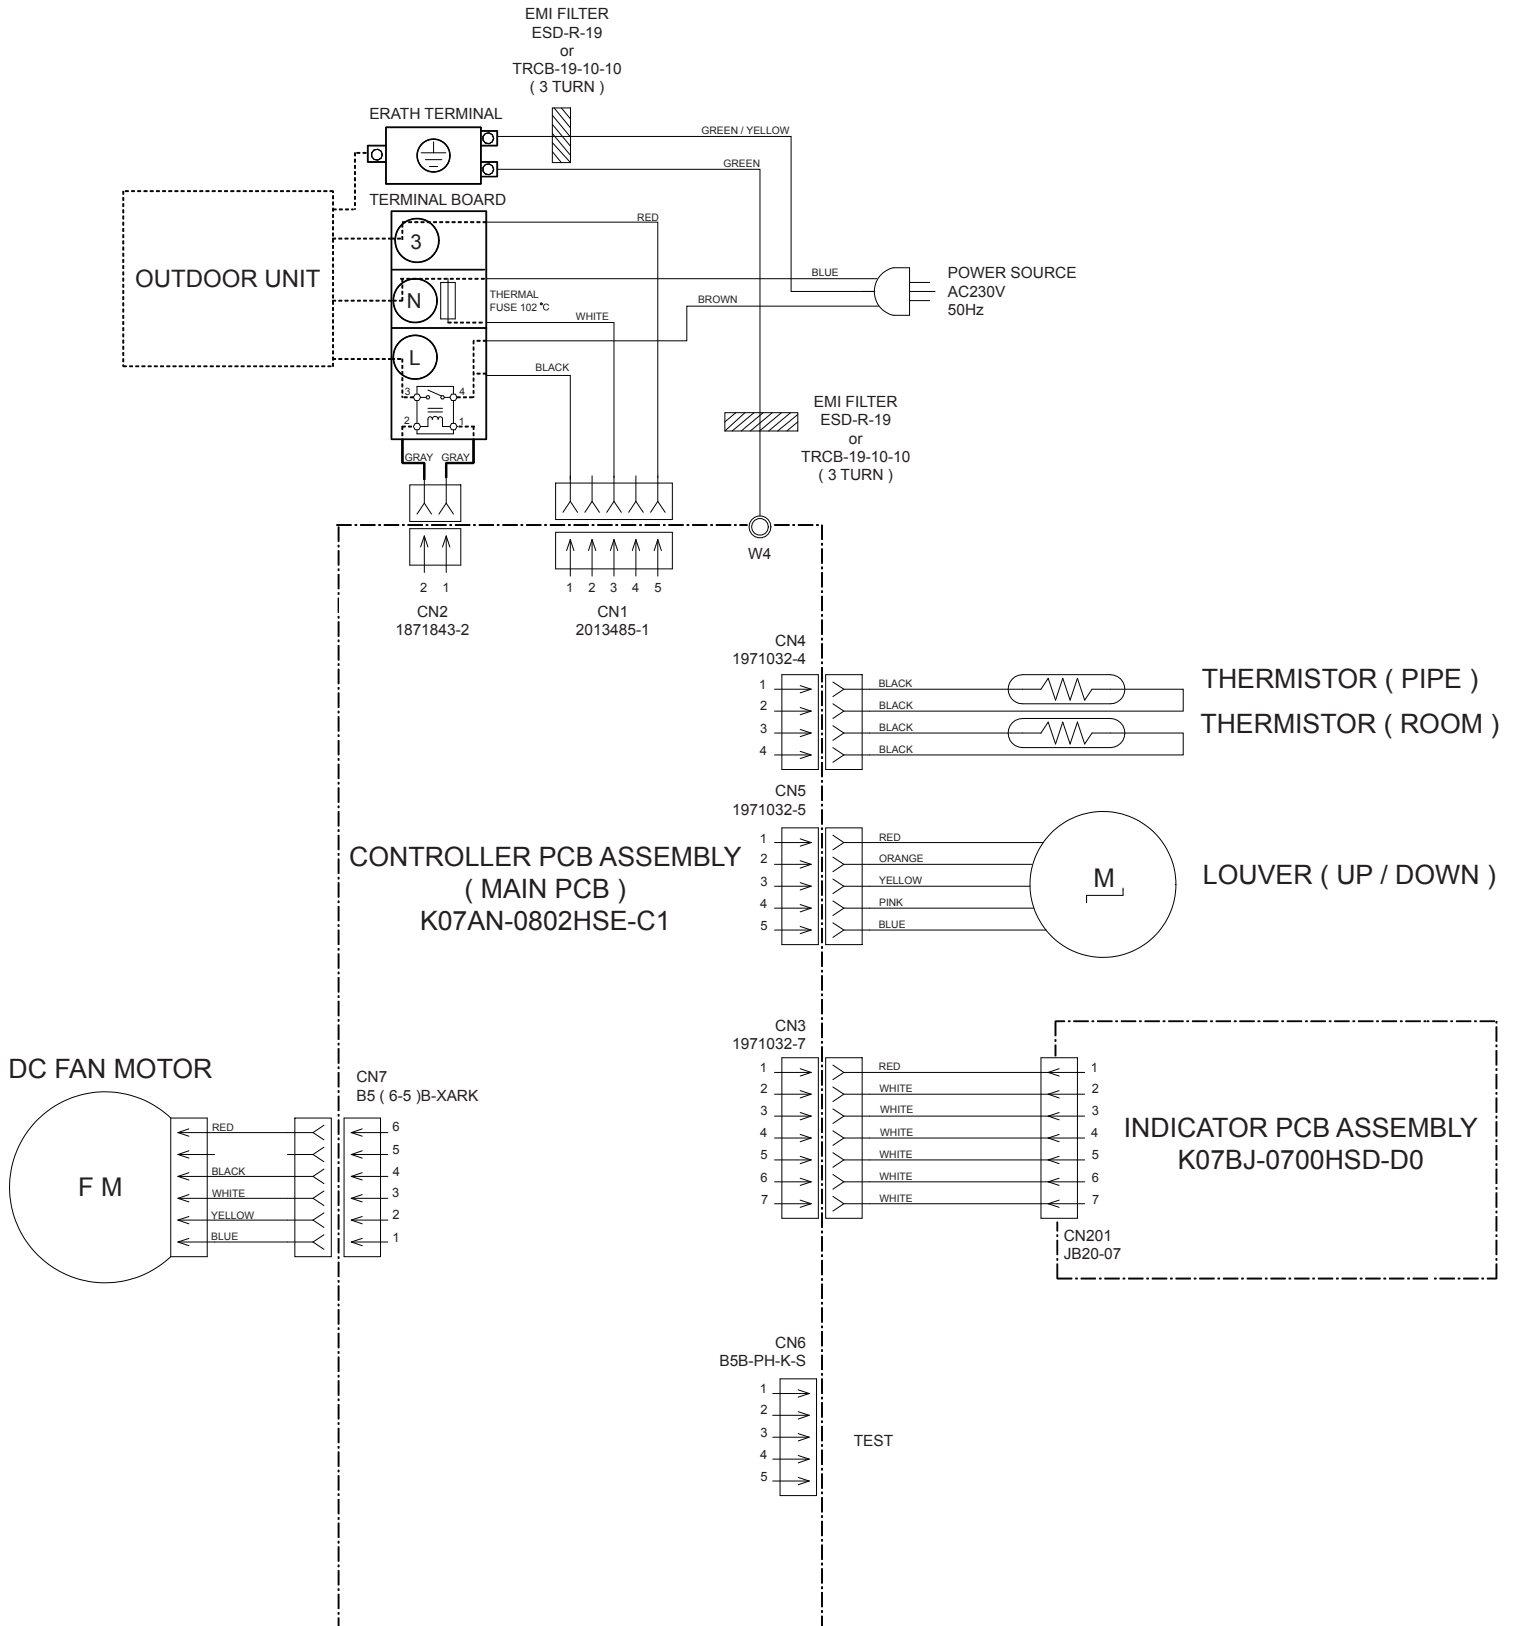 EMI FILTER
ESD-R-19
or
TRCB-19-10-10
( 3 TURN )
ERATH TERMINAL
GREEN / YELLOW
GREEN
TERMINAL BOARD
RED
3
OUTDOOR UNIT
BLUE
POWER SOURCE
AC230V
50Hz
N
THERMAL
FUSE 102 °C
BROWN
WHITE
L
BLACK
3 4
2 1
GRAY GRAY
EMI FILTER
ESD-R-19
or
TRCB-19-10-10
( 3 TURN )
W4
2 1
CN2
1871843-2
1 2 3 4 5
CN1
2013485-1
CN4
1971032-4
1 BLACK
2 BLACK
3 BLACK
4 BLACK
THERMISTOR ( PIPE )
THERMISTOR ( ROOM )
CN5
1971032-5
1 RED
2 ORANGE
3 YELLOW
4 PINK
5 BLUE
M
LOUVER ( UP / DOWN )
CONTROLLER PCB ASSEMBLY
( MAIN PCB )
K07AN-0802HSE-C1
CN3
1971032-7
1 RED 1
2 WHITE 2
3 WHITE 3
4 WHITE 4
5 WHITE 5
6 WHITE 6
7 WHITE 7
INDICATOR PCB ASSEMBLY
K07BJ-0700HSD-D0
CN201
JB20-07
DC FAN MOTOR
CN7
B5 ( 6-5 )B-XARK
F M
RED 6
5
BLACK 4
WHITE 3
YELLOW 2
BLUE 1
CN6
B5B-PH-K-S
1
2
3
4
5
TEST